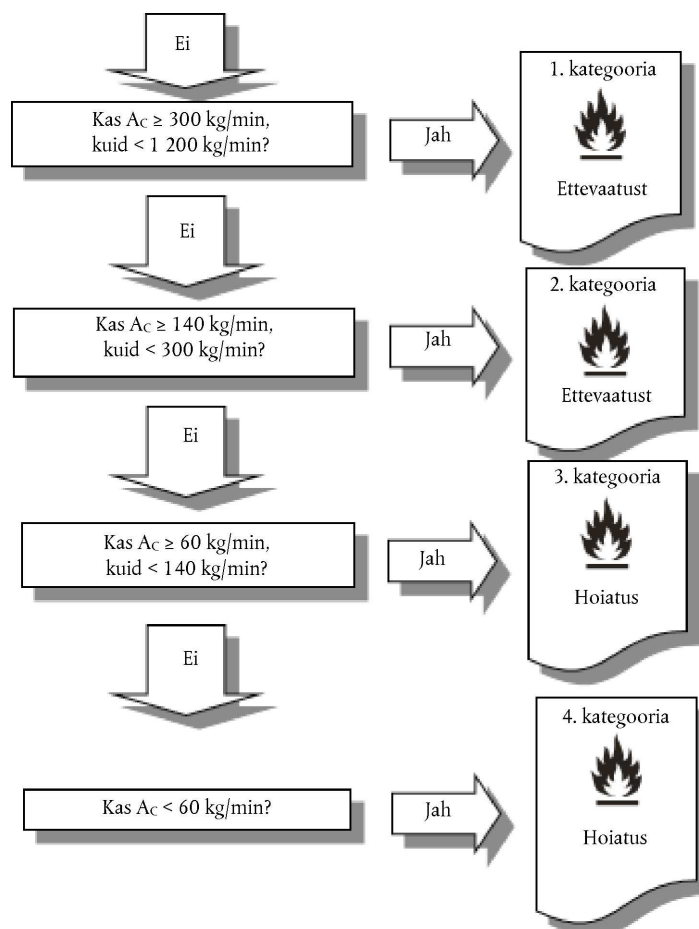 Ei
Kas AC ≥ 300 kg/min,
kuid < 1 200 kg/min?
Jah
1. kategooria
Ettevaatust
Ei
Kas AC ≥ 140 kg/min,
kuid < 300 kg/min?
Jah
2. kategooria
Ettevaatust
Ei
Kas AC ≥ 60 kg/min,
kuid < 140 kg/min?
Jah
3. kategooria
Hoiatus
Ei
Kas AC < 60 kg/min?
Jah
4. kategooria
Hoiatus